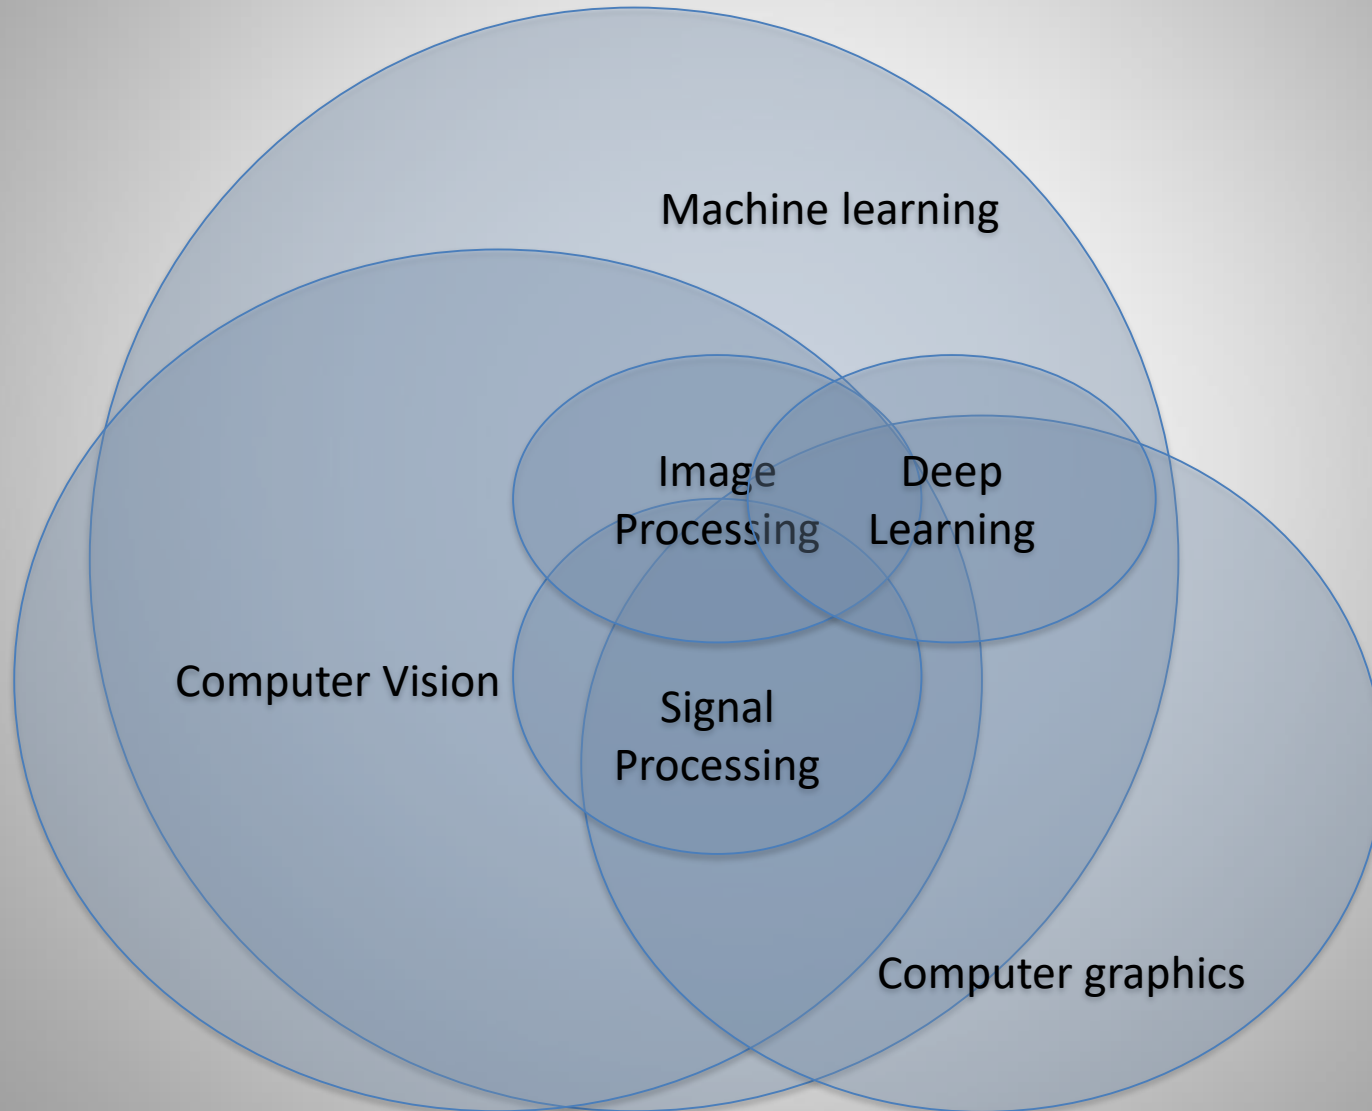 Machine learning
Image
Processing
Deep
Learning
Computer Vision
Signal
Processing
Computer graphics